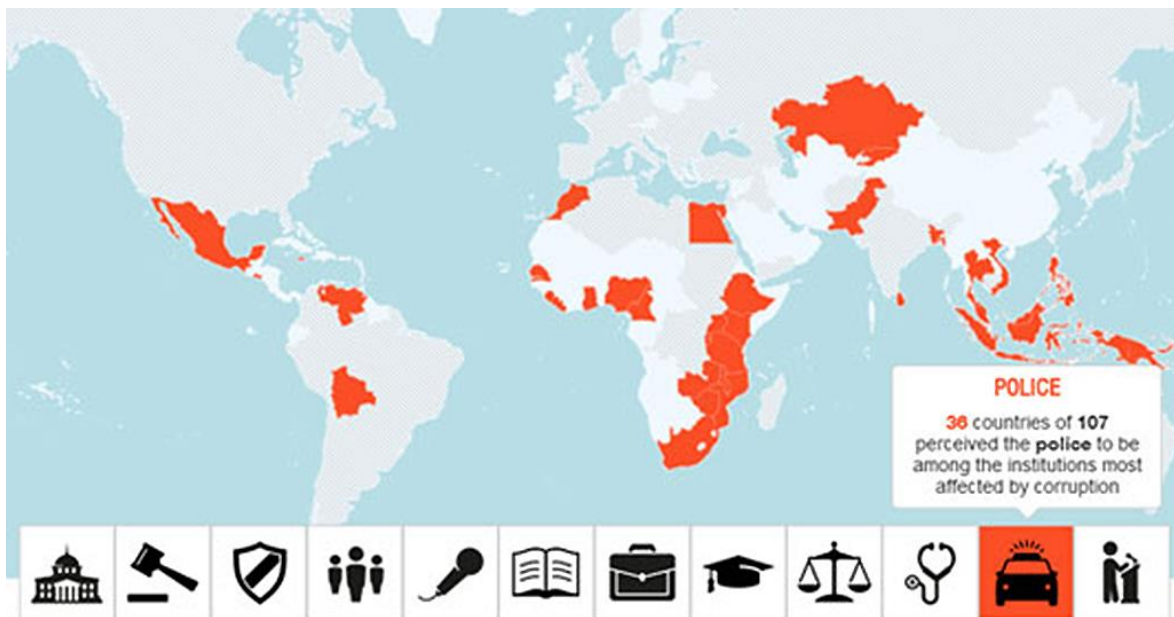 POLICE
36 countries of 107
perceived the police to be
among the institutions most
affected by corruption